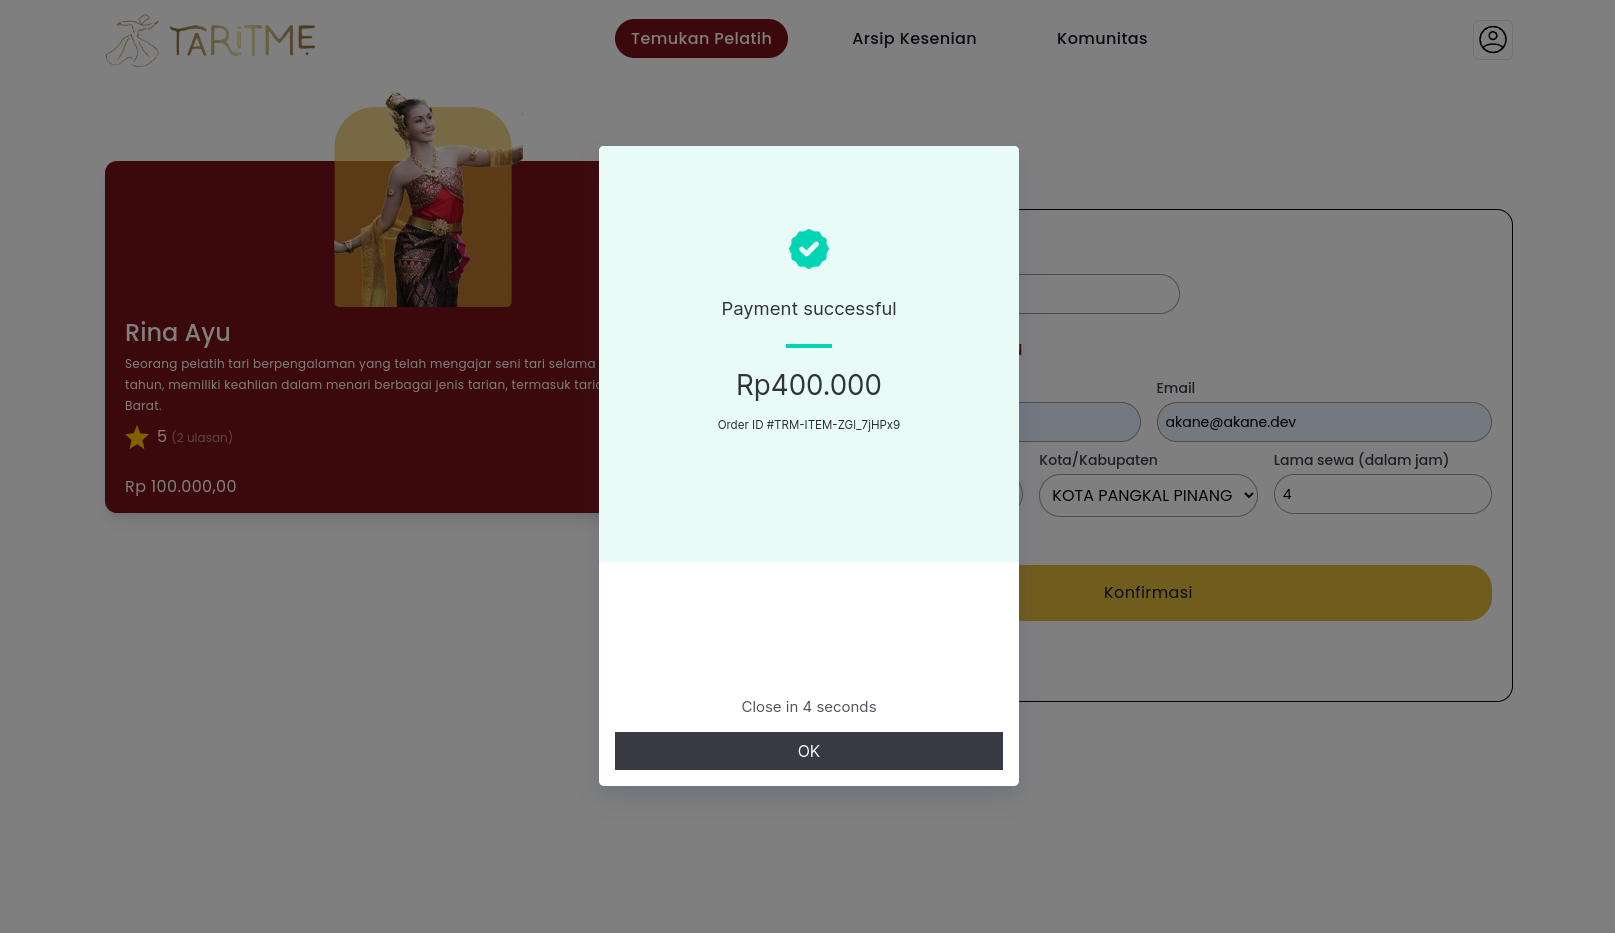 TARITME
Temukan Pelatih
Arsip Kesenian
Komunitas
Rina Ayu
Seorang pelatih tari berpengalaman yang telah mengajar seni tari selama
tahun, memiliki keahlian dalam menari berbagai jenis tarian, termasuk
Barat.
5 (2 ulasan)
Rp 100.000,00
Payment successful
Rp400.000
Order ID #TRM-ITEM-ZGI_7jHPx9
Close in 4 seconds
OK
Email
akane@akane.dev
Kota/Kabupaten
Lama sewa (dalam jam)
KOTA PANGKAL PINANG
4
Konfirmasi